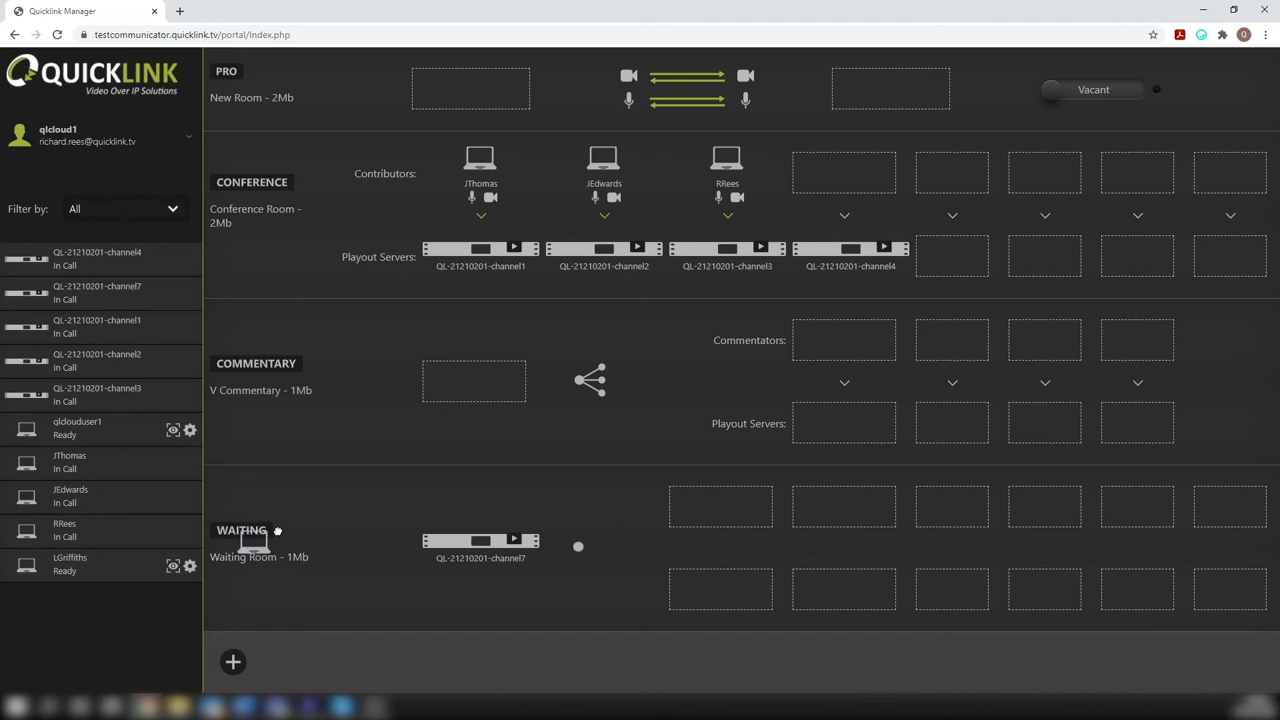 Quicklink Manager
testcommunicator.quicklink.tv/portal/Index.php
QUICKLINK
Video Over IP Solutions
qlcloud1
richard.rees@quicklink.tv
Filter by:
All
QL-21210201-channel4
In Call
QL-21210201-channel7
In Call
QL-21210201-channel1
In Call
QL-21210201-channel2
In Call
QL-21210201-channel3
In Call
qlclouduser1
Ready
JThomas
In Call
JEdwards
In Call
RRees
In Call
LGriffiths
Ready
PRO
New Room - 2Mb
Vacant
CONFERENCE
Conference Room -
2Mb
Contributors:
JThomas
JEdwards
RRees
Playout Servers:
QL-21210201-channel1
QL-21210201-channel2
QL-21210201-channel3
QL-21210201-channel4
COMMENTARY
V Commentary - 1Mb
Commentators:
Playout Servers:
WAITING
Waiting Room - 1Mb
QL-21210201-channel7